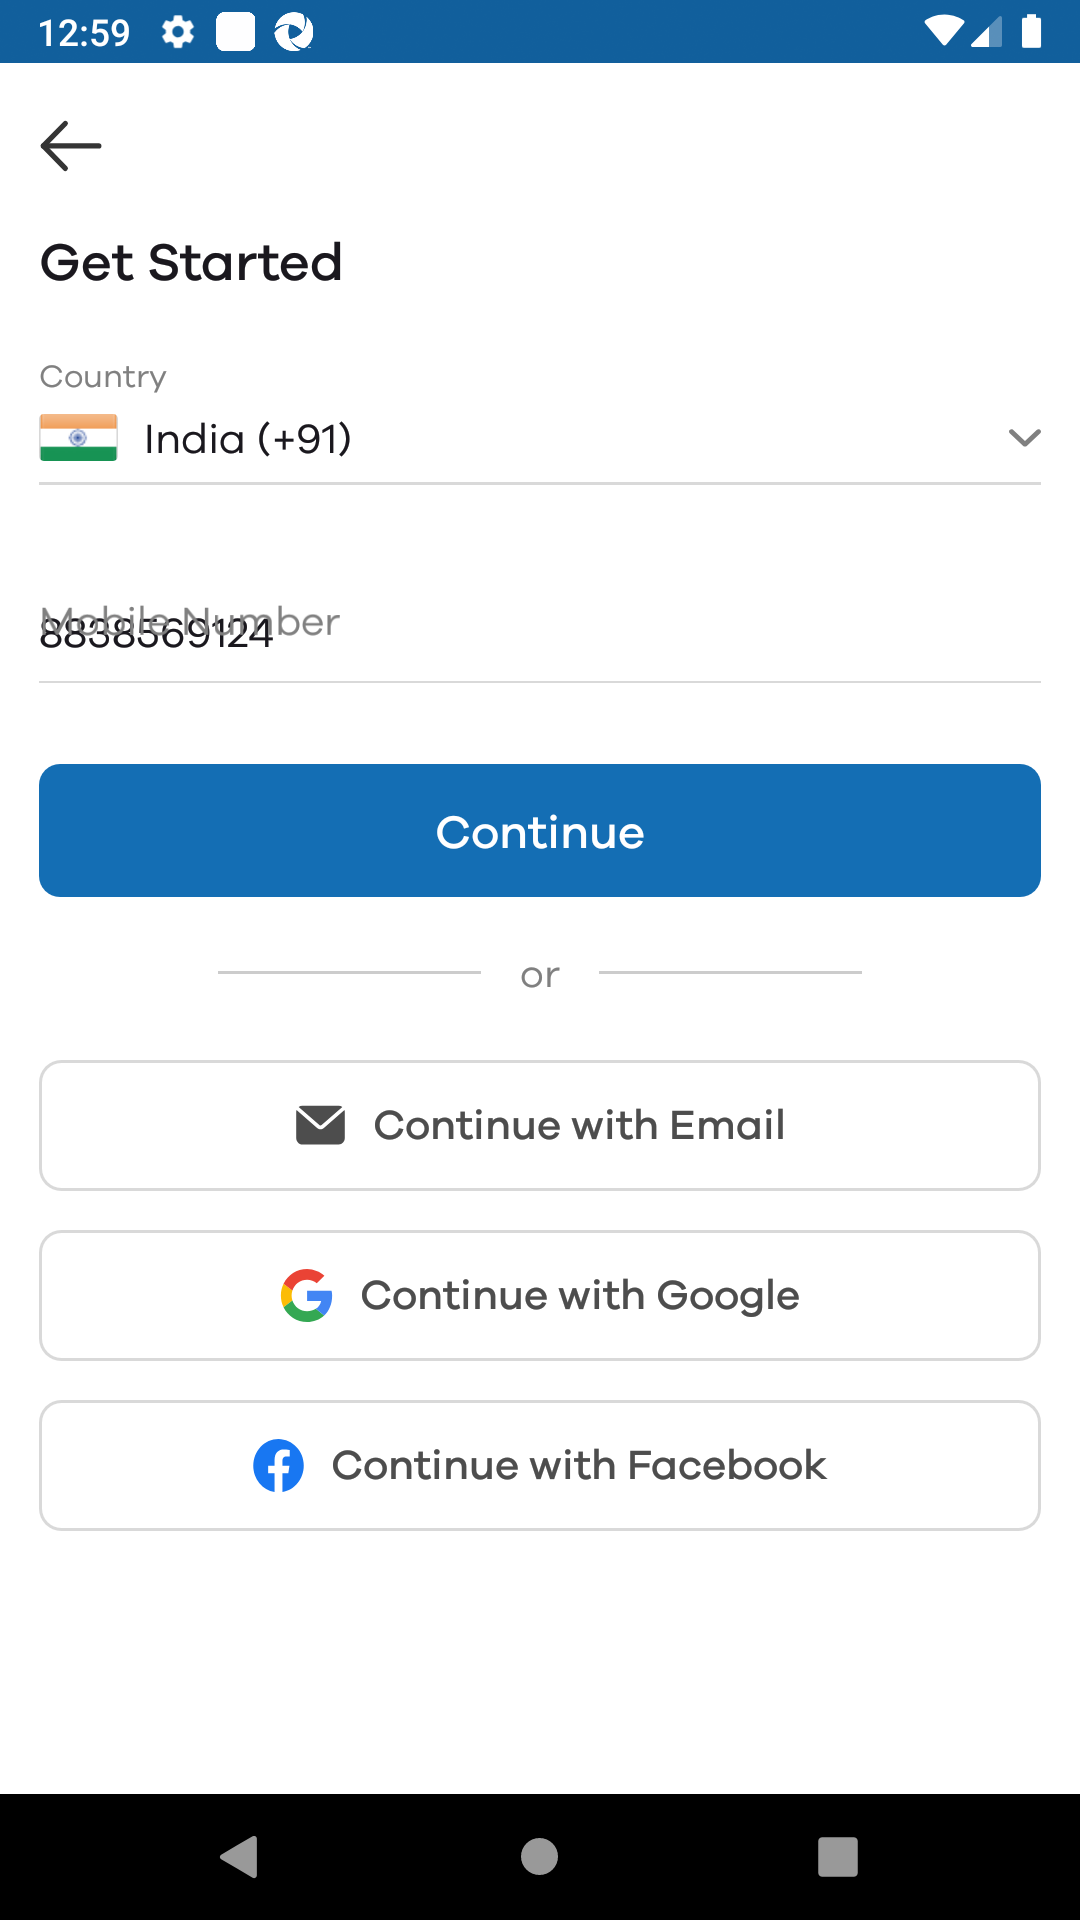 12:59
Get Started
Country
India (+91)
Mobile Number
8838569124
Continue
or
Continue with Email
Continue with Google
Continue with Facebook